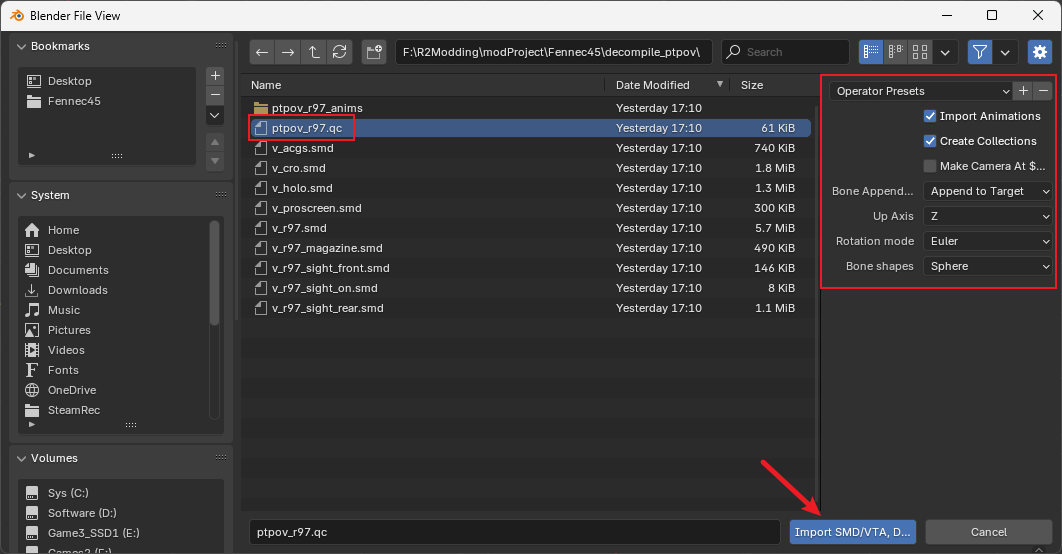 Blender File View
Bookmarks
Desktop
Fennec45
System
Home
Desktop
Documents
Downloads
Music
Pictures
Videos
Fonts
OneDrive
SteamRec
Volumes
Sys (C:)
Software (D:)
Game3_SSD1 (E:)
Games2 (F:)
F:\R2Modding\modProject\Fennec45\decompile_ptpov\
Search
Name Date Modified Size
ptpov_r97_anims Yesterday 17:10
ptpov_r97.qc Yesterday 17:10 61 KiB
v_acgs.smd Yesterday 17:10 740 KiB
v_cro.smd Yesterday 17:10 1.8 MiB
v_holo.smd Yesterday 17:10 1.3 MiB
v_proscreen.smd Yesterday 17:10 300 KiB
v_r97.smd Yesterday 17:10 5.7 MiB
v_r97_magazine.smd Yesterday 17:10 490 KiB
v_r97_sight_front.smd Yesterday 17:10 146 KiB
v_r97_sight_on.smd Yesterday 17:10 8 KiB
v_r97_sight_rear.smd Yesterday 17:10 1.1 MiB
Operator Presets
Import Animations
Create Collections
Make Camera At $...
Bone Append... Append to Target
Up Axis Z
Rotation mode Euler
Bone shapes Sphere
ptpov_r97.qc
Import SMD/VTA, D...
Cancel